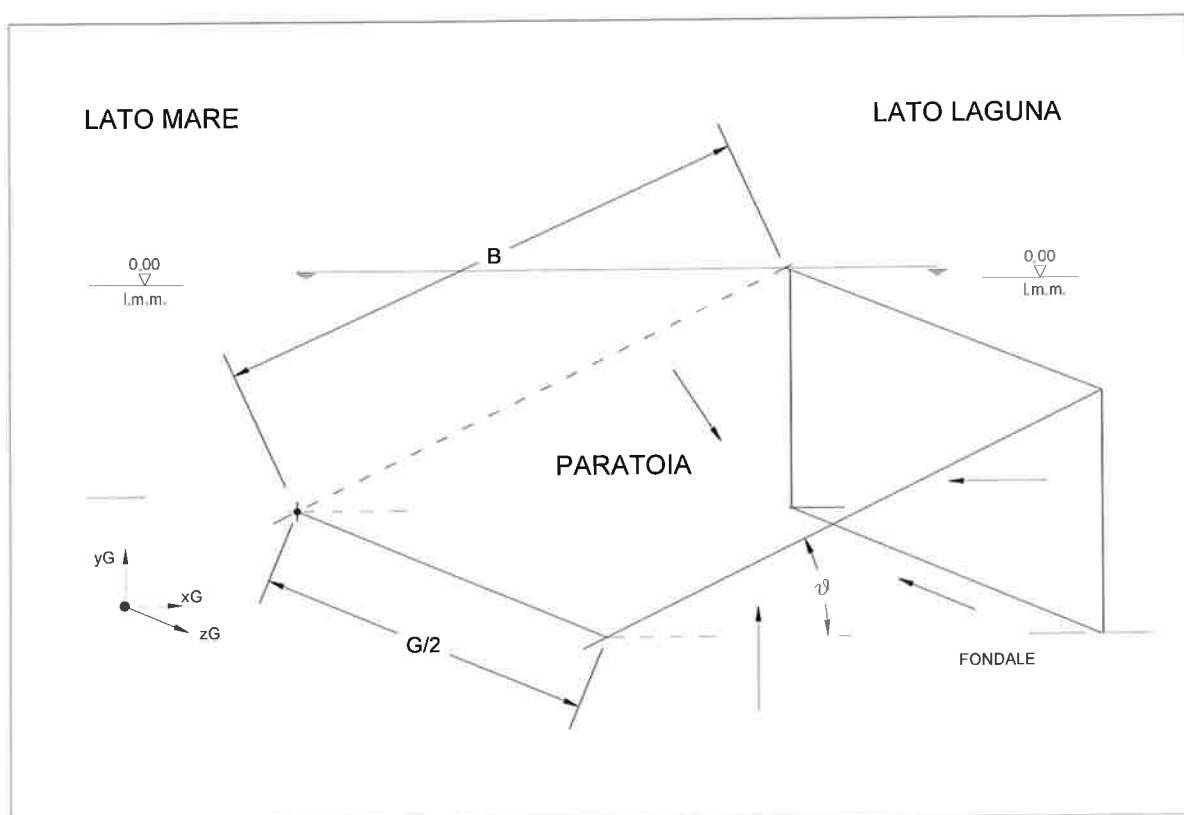 LATO MARE
LATO LAGUNA
B
0,00
l.m.m.
0,00
l.m.m.
PARATOIA
yG
xG
zG
G/2
ϑ
FONDALE